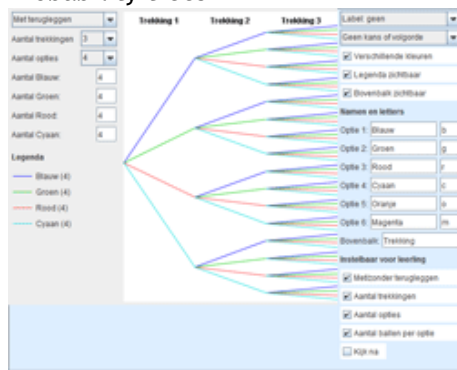 Met terugleggen
Aantal trekkingen 3
Aantal opties 4
Aantal Blauw: 4
Aantal Groen: 4
Aantal Rood: 4
Aantal Cyaan: 4
Legenda
Blauw (4)
Groen (4)
Rood (4)
Cyaan (4)
Trekking 1 Trekking 2 Trekking 3
Label: geen
Geen kans of volgorde
Verschillende kleuren
Legenda zichtbaar
Bovenbalk zichtbaar
Namen en letters
Optie 1: Blauw b
Optie 2: Groen g
Optie 3: Rood r
Optie 4: Cyaan c
Optie 5: Oranje o
Optie 6: Magenta m
Bovenbalk: Trekking
Instelbaar voor leerling
Met/zonder terugleggen
Aantal trekkingen
Aantal opties
Aantal ballen per optie
Kijk na